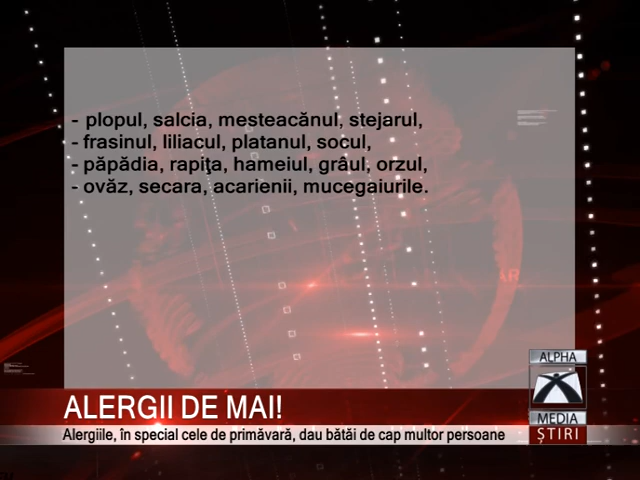 - plopul, salcia, mesteacănul, stejarul,
- frasinul, liliacul, platanul, socul,
- păpădia, rapiţa, hameiul, grâul, orzul,
- ovăz, secara, acarienii, mucegaiurile.
ALERGII DE MAI!
Alergiile, în special cele de primăvară, dau bătăi de cap multor persoane
ALPHA
MEDIA
ŞTIRI